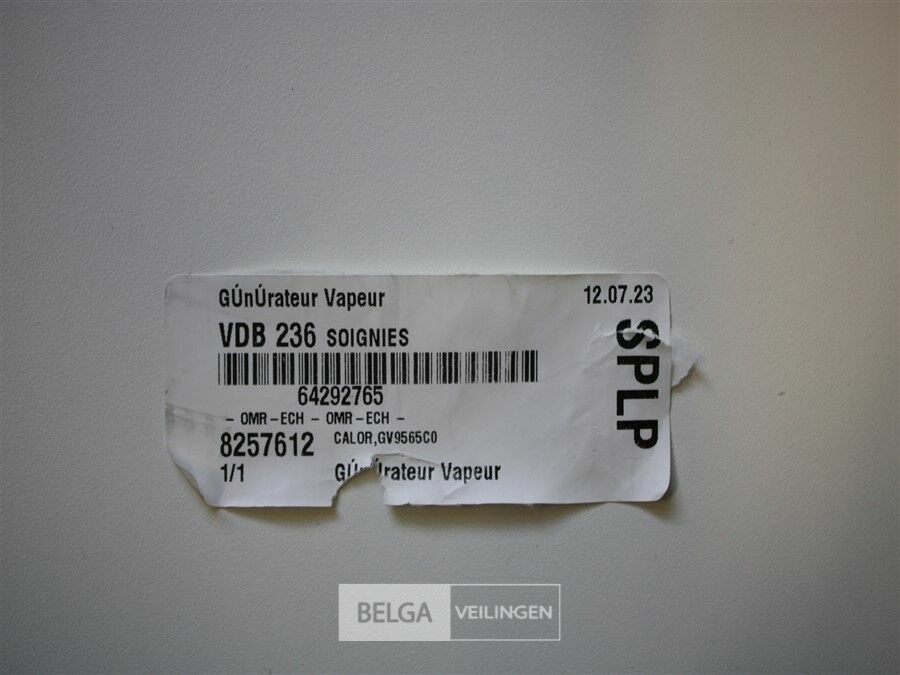 GÚnÚrateur Vapeur 12.07.23
VDB 236 SOIGNIES
64292765
- OMR-ECH - OMR-ECH -
8257612 CALOR,GV9565C0
1/1 GÚnÚrateur Vapeur
SPLP
BELGA VEILINGEN